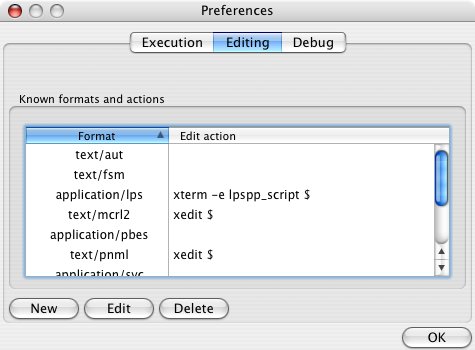 Preferences
Execution Editing Debug
Known formats and actions
Format Edit action
text/aut
text/fsm
application/lps xterm -e lpspp_script $
text/mcrl2 xedit $
application/pbes
text/pnml xedit $
application/svc
New Edit Delete
OK